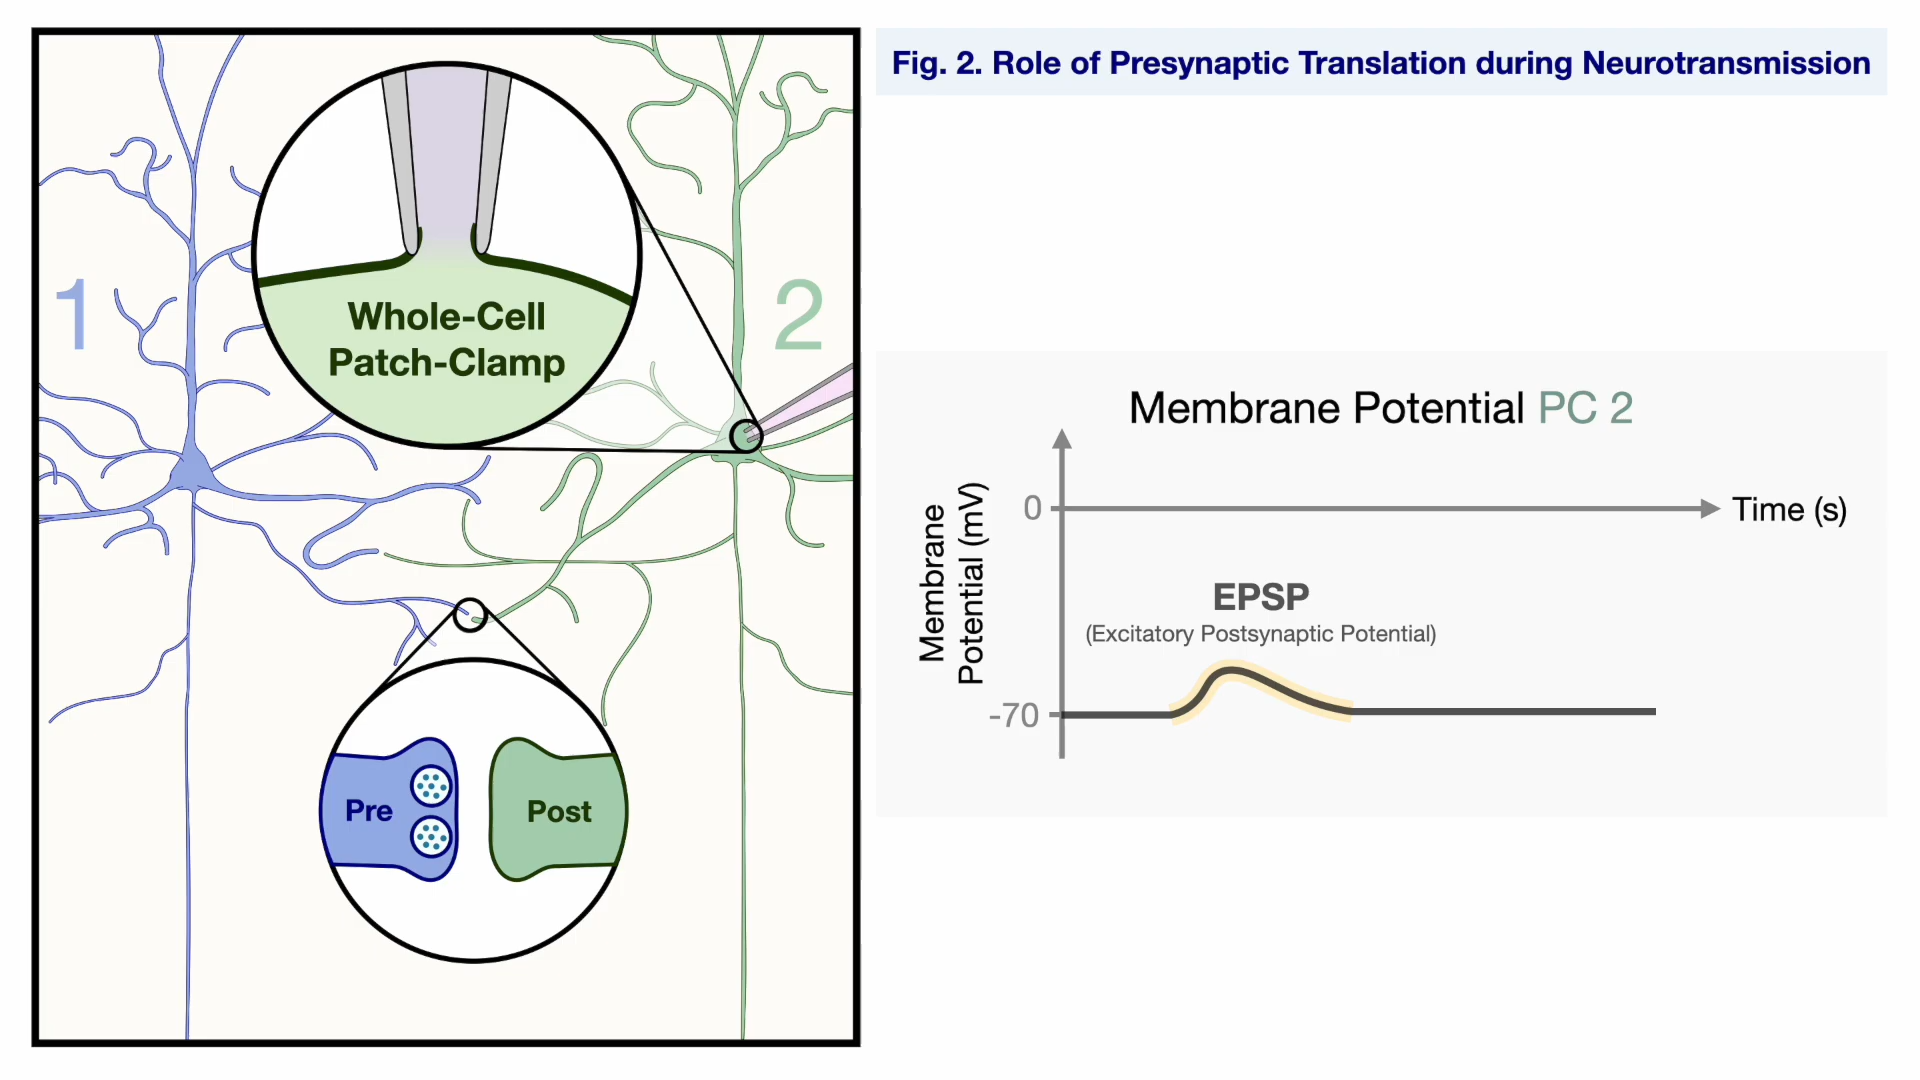 Fig. 2. Role of Presynaptic Translation during Neurotransmission
1
2
Whole-Cell
Patch-Clamp
Pre
Post
Membrane Potential PC 2
Membrane
Potential (mV)
0
Time (s)
EPSP
(Excitatory Postsynaptic Potential)
-70